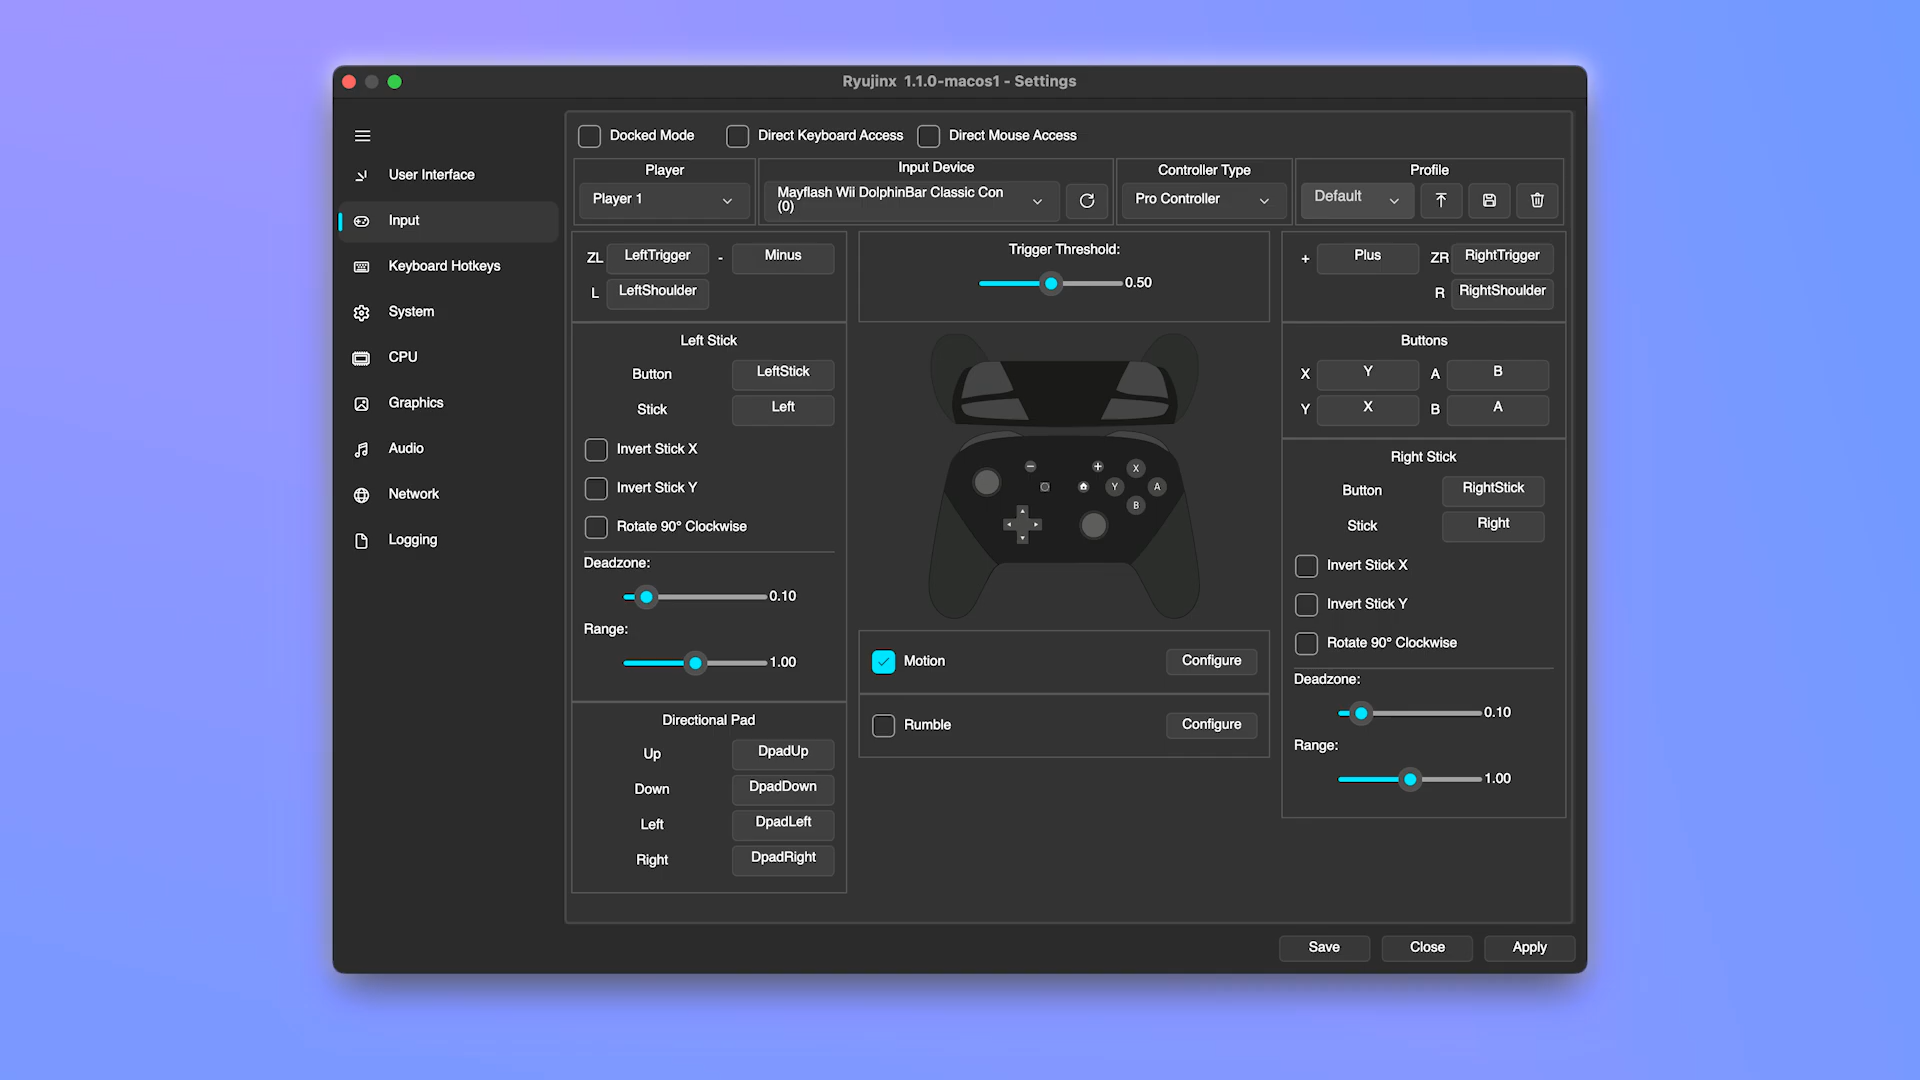 Ryujinx 1.1.0-macos1 - Settings
User Interface
Input
Keyboard Hotkeys
System
CPU
Graphics
Audio
Network
Logging
Docked Mode
Direct Keyboard Access
Direct Mouse Access
Player
Player 1
Input Device
Mayflash Wii DolphinBar Classic Con
(0)
Controller Type
Pro Controller
Profile
Default
ZL LeftTrigger - Minus
L LeftShoulder
Left Stick
Button LeftStick
Stick Left
Invert Stick X
Invert Stick Y
Rotate 90° Clockwise
Deadzone:
0.10
Range:
1.00
Directional Pad
Up DpadUp
Down DpadDown
Left DpadLeft
Right DpadRight
Trigger Threshold:
0.50
X
Y A
B
Motion Configure
Rumble Configure
+ Plus ZR RightTrigger
R RightShoulder
Buttons
X Y A B
Y X B A
Right Stick
Button RightStick
Stick Right
Invert Stick X
Invert Stick Y
Rotate 90° Clockwise
Deadzone:
0.10
Range:
1.00
Save Close Apply